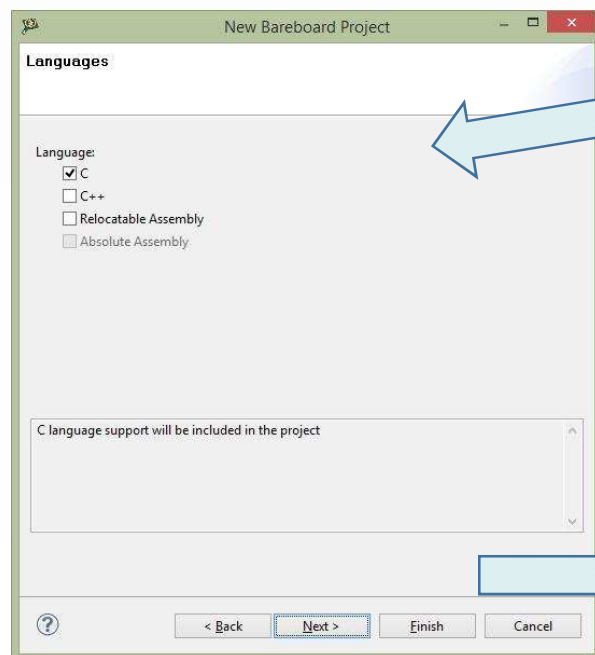 New Bareboard Project
Languages
Language:
C
C++
Relocatable Assembly
Absolute Assembly
C language support will be included in the project
? < Back Next > Finish Cancel